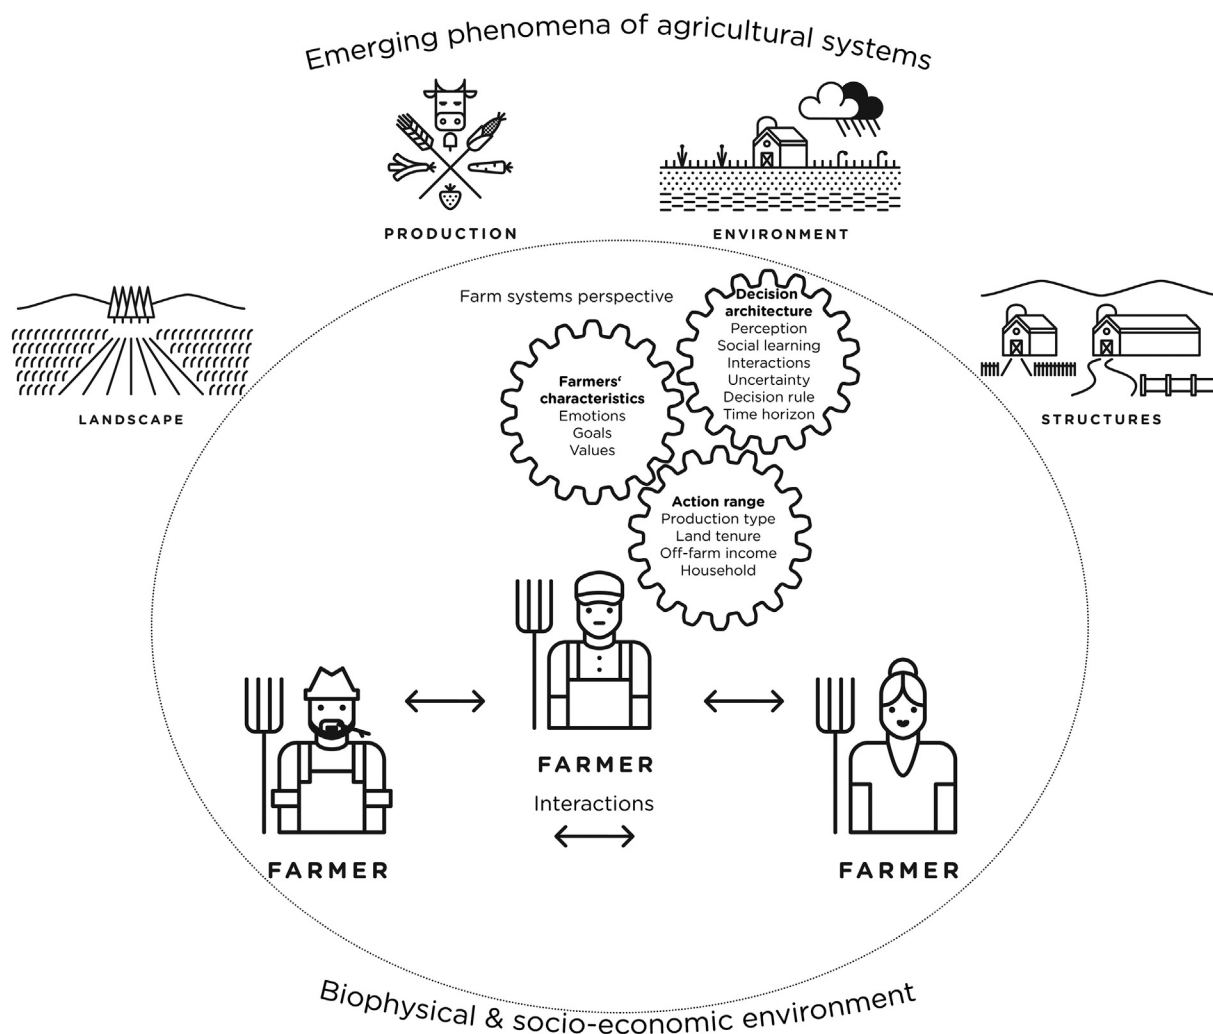 Emerging phenomena of agricultural systems
PRODUCTION
ENVIRONMENT
LANDSCAPE
STRUCTURES
Farm systems perspective
Decision
architecture
Perception
Social learning
Interactions
Uncertainty
Decision rule
Time horizon
Farmers‘
characteristics
Emotions
Goals
Values
Action range
Production type
Land tenure
Off-farm income
Household
FARMER
Interactions
FARMER
FARMER
Biophysical & socio-economic environment